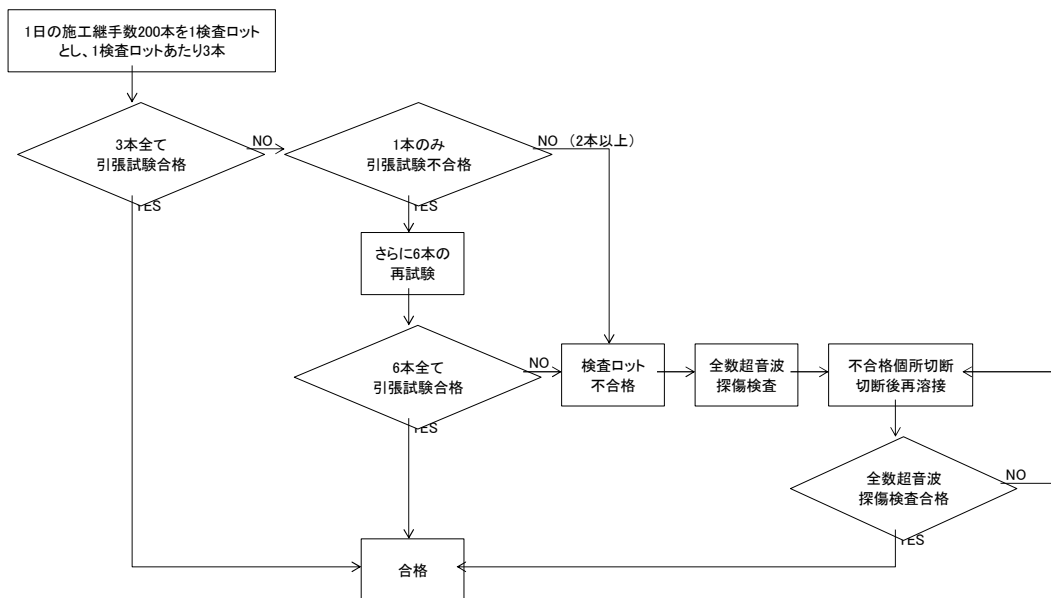 1日の施工継手数200本を1検査ロット
とし、1検査ロットあたり3本
3本全て
引張試験合格
NO
1本のみ
引張試験不合格
NO （2本以上）
YES
YES
さらに6本の
再試験
6本全て
引張試験合格
NO
検査ロット
不合格
全数超音波
探傷検査
不合格個所切断
切断後再溶接
YES
全数超音波
探傷検査合格
NO
YES
合格